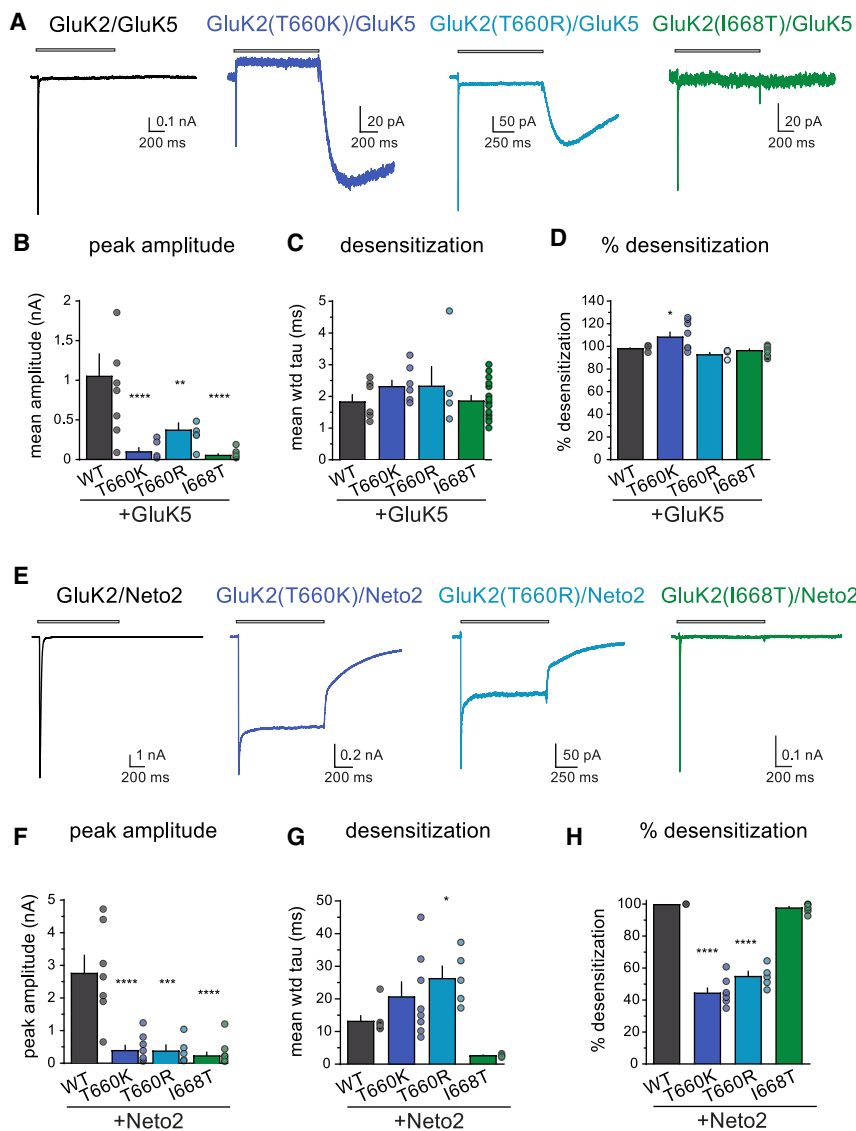 A
GluK2/GluK5
GluK2(T660K)/GluK5
GluK2(T660R)/GluK5
GluK2(I668T)/GluK5
0.1 nA
200 ms
20 pA
200 ms
50 pA
250 ms
20 pA
200 ms
B
peak amplitude
mean amplitude (nA)
2
1.5
1
0.5
0
****
**
****
WT
T660K
T660R
I668T
+GluK5
C
desensitization
mean wtd tau (ms)
5
4
3
2
1
0
WT
T660K
T660R
I668T
+GluK5
D
% desensitization
% desensitization
140
120
100
80
60
40
20
0
*
WT
T660K
T660R
I668T
+GluK5
E
GluK2/Neto2
GluK2(T660K)/Neto2
GluK2(T660R)/Neto2
GluK2(I668T)/Neto2
1 nA
200 ms
0.2 nA
200 ms
50 pA
250 ms
0.1 nA
200 ms
F
peak amplitude
peak amplitude (nA)
5
4
3
2
1
0
****
***
****
WT
T660K
T660R
I668T
+Neto2
G
desensitization
mean wtd tau (ms)
50
40
30
20
10
0
*
WT
T660K
T660R
I668T
+Neto2
H
% desensitization
% desensitization
100
80
60
40
20
0
****
****
WT
T660K
T660R
I668T
+Neto2